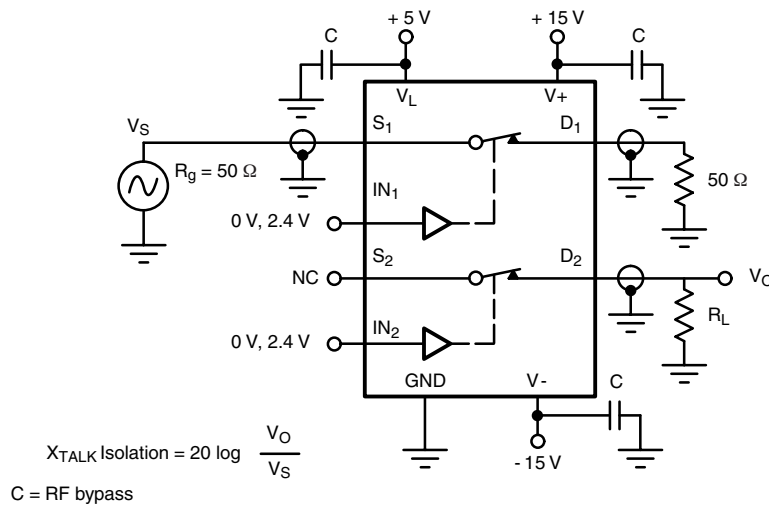 + 5 V
+ 15 V
C
C
V_L
V+
V_S
S_1
D_1
R_g = 50 Ω
50 Ω
IN_1
0 V, 2.4 V
S_2
D_2
NC
V_O
R_L
IN_2
0 V, 2.4 V
GND
V-
C
- 15 V
X_TALK Isolation = 20 log V_O / V_S
C = RF bypass